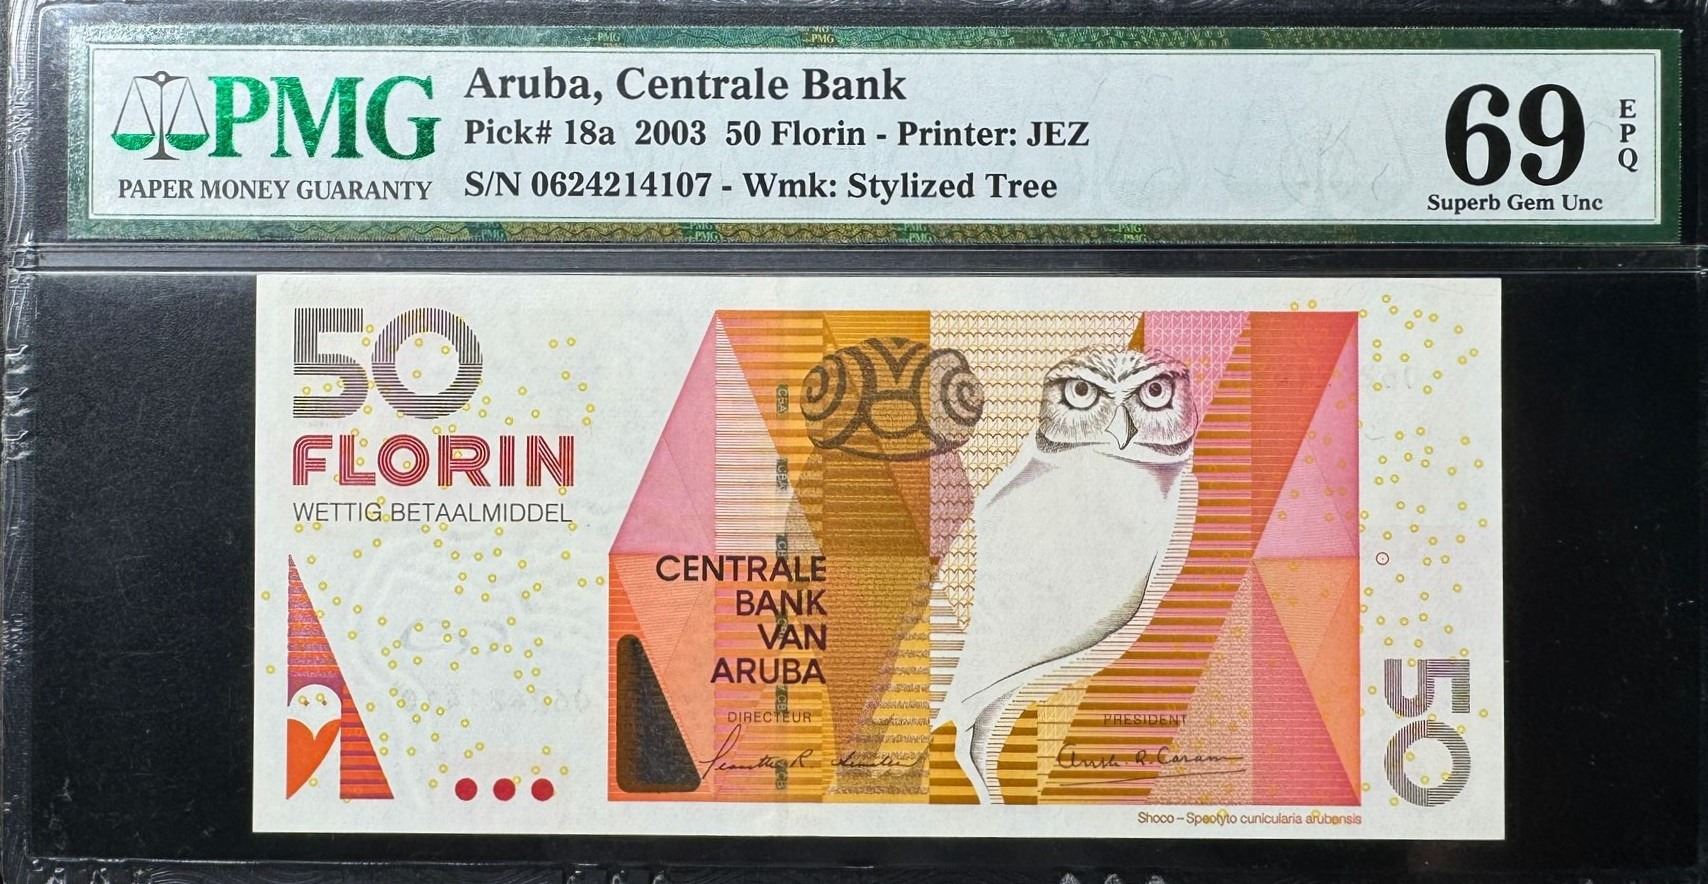 PMG
PAPER MONEY GUARANTY
Aruba, Centrale Bank
Pick# 18a 2003 50 Florin - Printer: JEZ
S/N 0624214107 - Wmk: Stylized Tree
69
EPQ
Superb Gem Unc
50
FLORIN
WETTIG BETAALMIDDEL
CENTRALE
BANK
VAN
ARUBA
DIRECTEUR
PRESIDENT
50
Shoco – Speotyto cunicularia arubensis